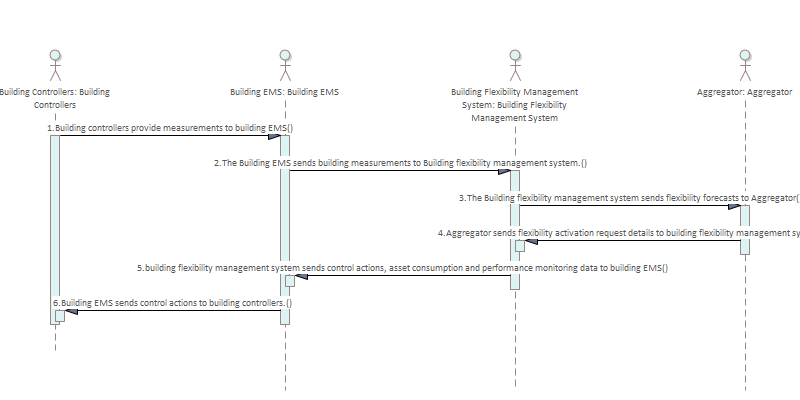 Building Controllers: Building
Controllers
Building EMS: Building EMS
Building Flexibility Management
System: Building Flexibility
Management System
Aggregator: Aggregator
1.Building controllers provide measurements to building EMS()
2.The Building EMS sends building measurements to Building flexibility management system.()
3.The Building flexibility management system sends flexibility forecasts to Aggregator(
4.Aggregator sends flexibility activation request details to building flexibility management sy
5.building flexibility management system sends control actions, asset consumption and performance monitoring data to building EMS()
6.Building EMS sends control actions to building controllers.()